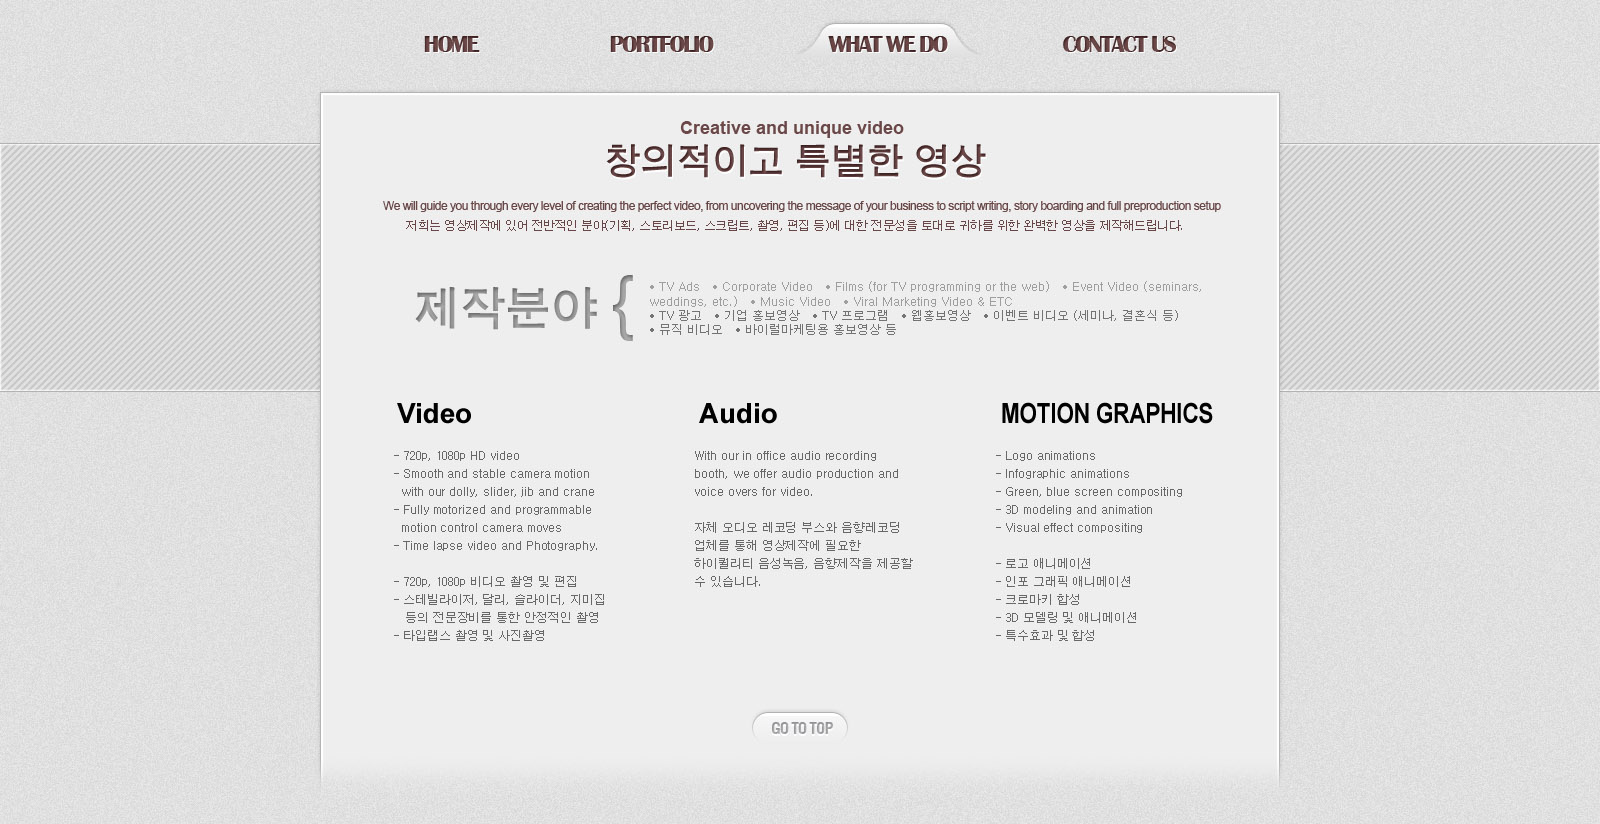 HOME PORTFOLIO WHAT WE DO CONTACT US
Creative and unique video
창의적이고 특별한 영상
We will guide you through every level of creating the perfect video, from uncovering the message of your business to script writing, story boarding and full preproduction setup
저희는 영상제작에 있어 전반적인 분야(기획, 스토리보드, 스크립트, 촬영, 편집 등)에 대한 전문성을 토대로 귀하를 위한 완벽한 영상을 제작해드립니다.
제작분야 {
• TV Ads • Corporate Video • Films (for TV programming or the web) • Event Video (seminars,
weddings, etc.) • Music Video • Viral Marketing Video & ETC
• TV 광고 • 기업 홍보영상 • TV 프로그램 • 웹홍보영상 • 이벤트 비디오 (세미나, 결혼식 등)
• 뮤직 비디오 • 바이럴마케팅용 홍보영상 등
Video
- 720p, 1080p HD video
- Smooth and stable camera motion
with our dolly, slider, jib and crane
- Fully motorized and programmable
motion control camera moves
- Time lapse video and Photography.
- 720p, 1080p 비디오 촬영 및 편집
- 스테빌라이저, 달리, 슬라이더, 지미집
등의 전문장비를 통한 안정적인 촬영
- 타임랩스 촬영 및 사진촬영
Audio
With our in office audio recording
booth, we offer audio production and
voice overs for video.
자체 오디오 레코딩 부스와 음향레코딩
업체를 통해 영상제작에 필요한
하이퀄리티 음성녹음, 음향제작을 제공할
수 있습니다.
MOTION GRAPHICS
- Logo animations
- Infographic animations
- Green, blue screen compositing
- 3D modeling and animation
- Visual effect compositing
- 로고 애니메이션
- 인포 그래픽 애니메이션
- 크로마키 합성
- 3D 모델링 및 애니메이션
- 특수효과 및 합성
GO TO TOP